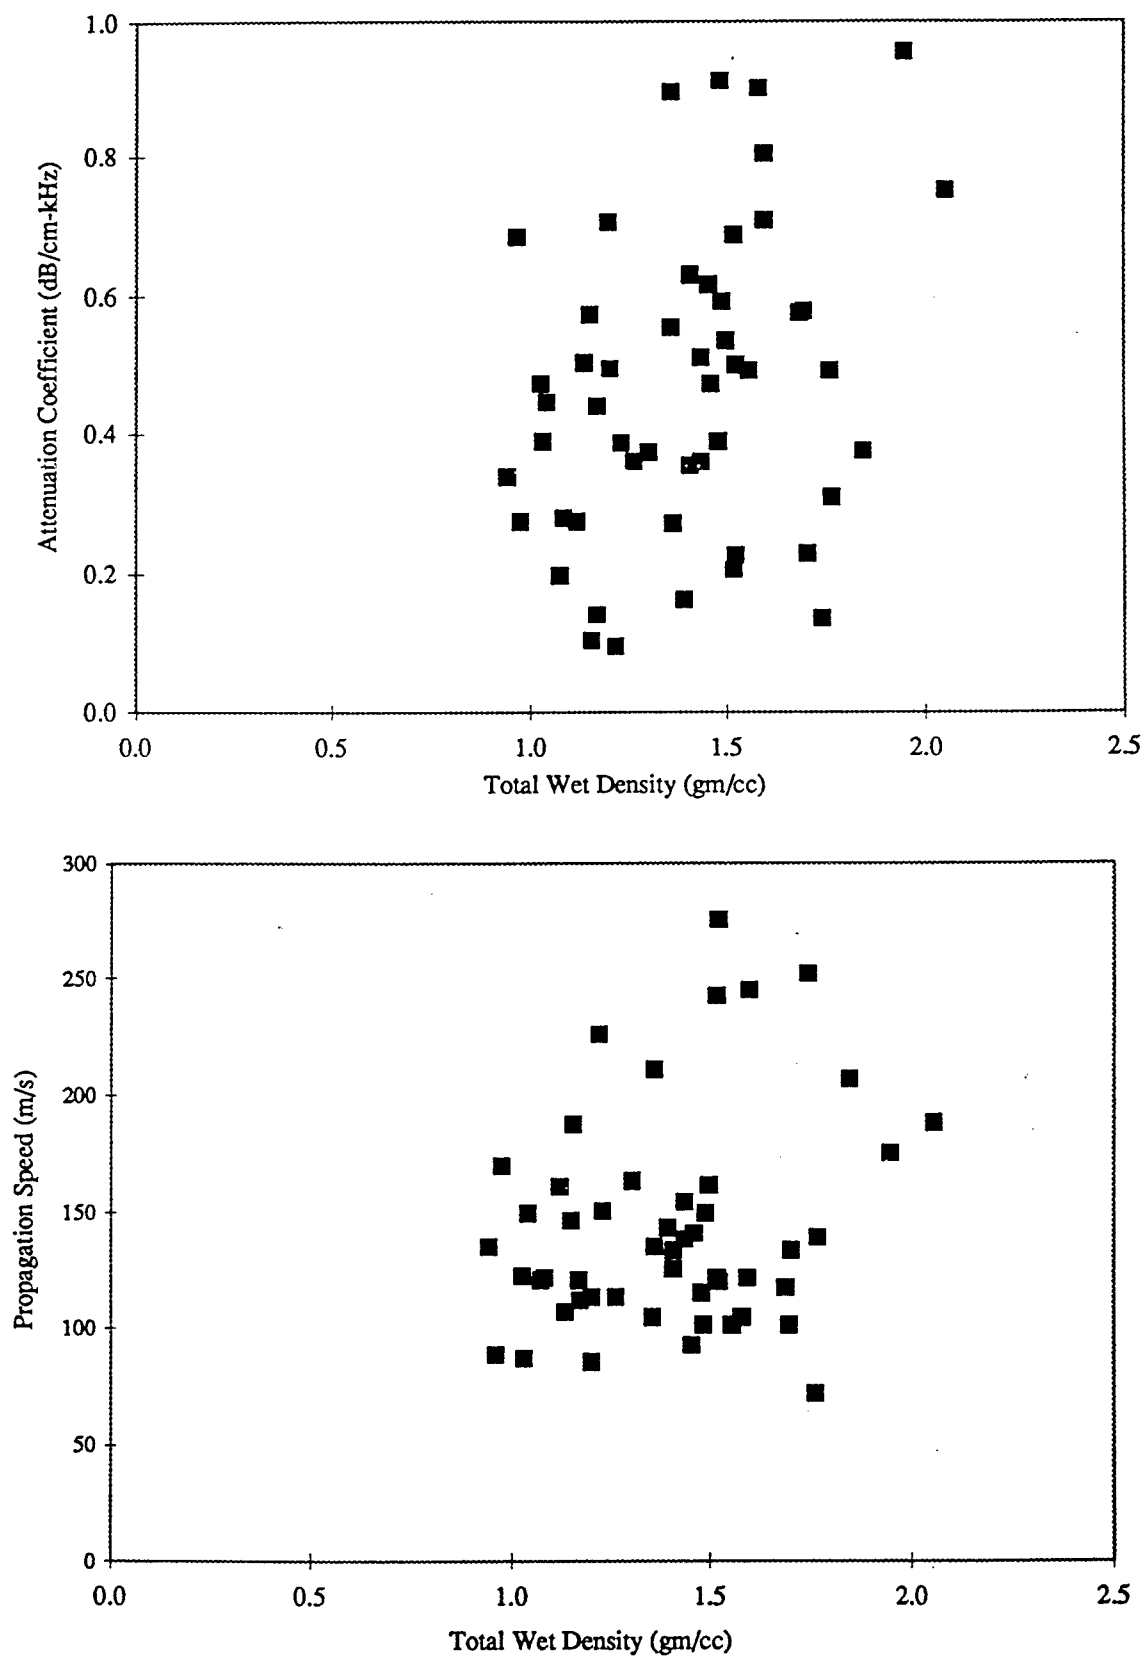 1.0
0.8
0.6
0.4
0.2
0.0
Attenuation Coefficient (dB/cm-kHz)
0.0 0.5 1.0 1.5 2.0 2.5
Total Wet Density (gm/cc)
300
250
200
150
100
50
0
Propagation Speed (m/s)
0.0 0.5 1.0 1.5 2.0 2.5
Total Wet Density (gm/cc)